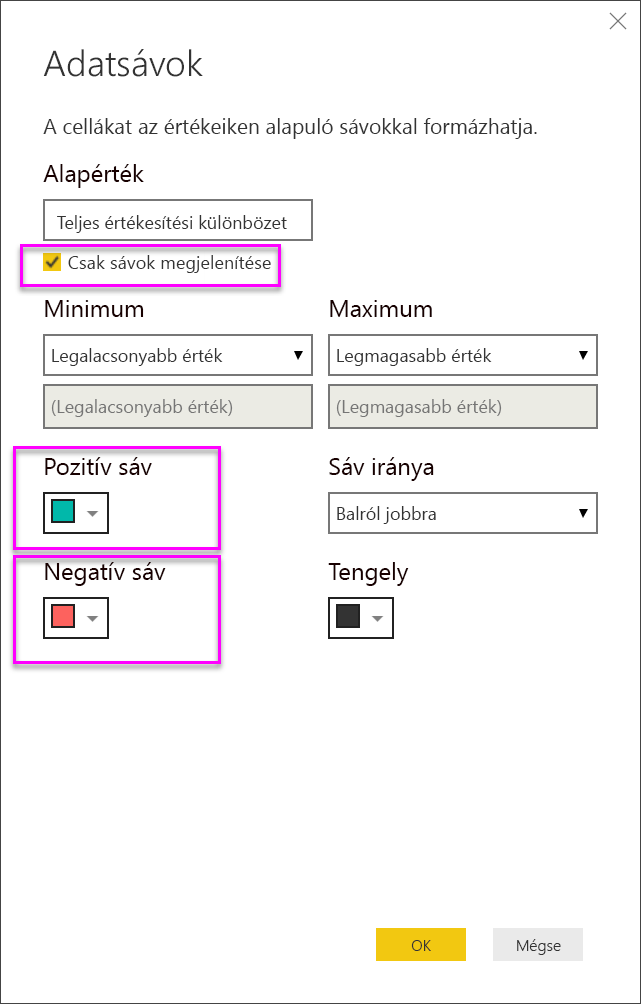 Adatsávok
A cellákat az értékeiken alapuló sávokkal formázhatja.
Alapérték
Teljes értékesítési különbözet
Csak sávok megjelenítése
Minimum
Maximum
Legalacsonyabb érték
Legmagasabb érték
(Legalacsonyabb érték)
(Legmagasabb érték)
Pozitív sáv
Sáv iránya
Balról jobbra
Negatív sáv
Tengely
OK
Mégse